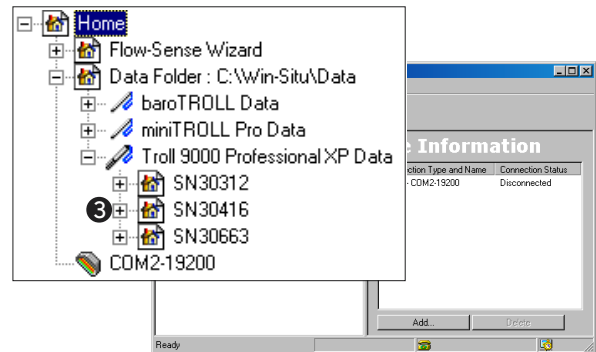 Home
Flow-Sense Wizard
Data Folder : C:\Win-Situ\Data
baroTROLL Data
miniTROLL Pro Data
Troll 9000 Professional XP Data
SN30312
3 SN30416
SN30663
COM2-19200
Information
ction Type and Name Connection Status
- COM2-19200 Disconnected
Add... Delete
Ready